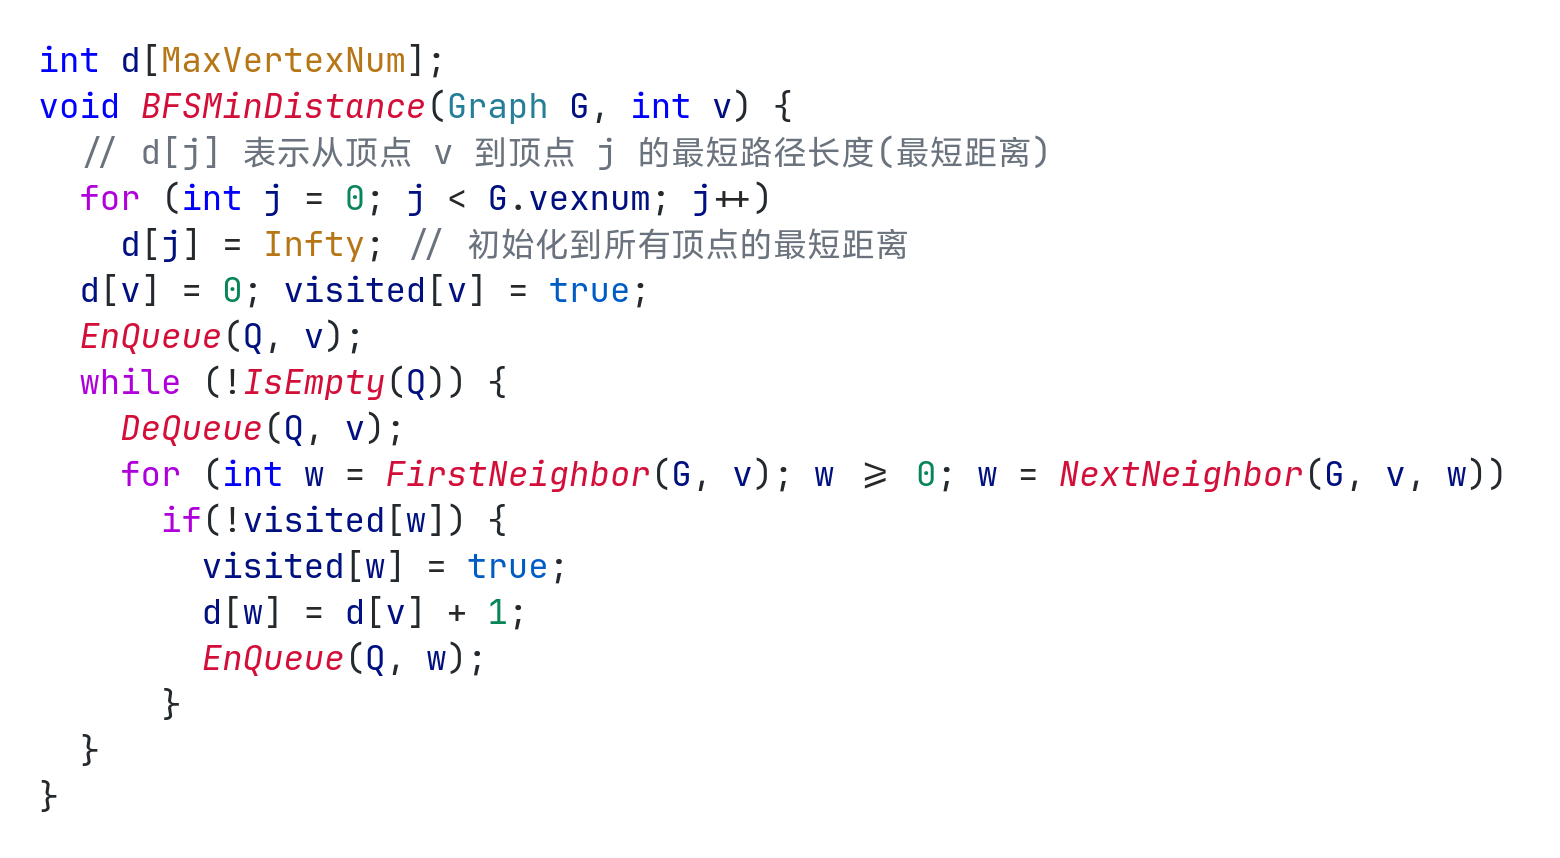 int d[MaxVertexNum];
void BFSMinDistance(Graph G, int v) {
  // d[j] 表示从顶点 v 到顶点 j 的最短路径长度(最短距离)
  for (int j = 0; j < G.vexnum; j++)
    d[j] = Infty; // 初始化到所有顶点的最短距离
  d[v] = 0; visited[v] = true;
  EnQueue(Q, v);
  while (!IsEmpty(Q)) {
    DeQueue(Q, v);
    for (int w = FirstNeighbor(G, v); w >= 0; w = NextNeighbor(G, v, w))
      if(!visited[w]) {
        visited[w] = true;
        d[w] = d[v] + 1;
        EnQueue(Q, w);
      }
  }
}